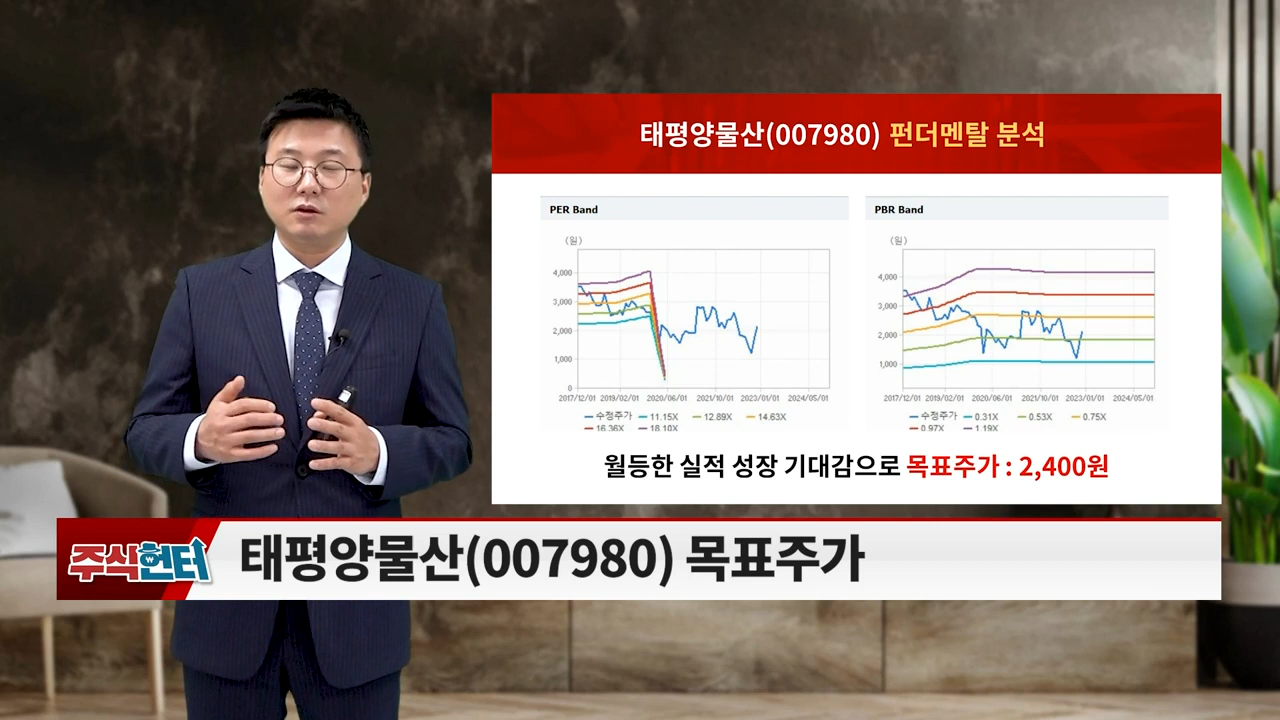 태평양물산(007980) 펀더멘탈 분석
PER Band
PBR Band
(원)
4,000
3,000
2,000
1,000
0
2017/12/01 2019/02/01 2020/06/01 2021/10/01 2023/01/01 2024/05/01
수정주가 11.15X 12.89X 14.63X
16.36X 18.10X
(원)
4,000
3,000
2,000
1,000
2017/12/01 2019/02/01 2020/06/01 2021/10/01 2023/01/01 2024/05/01
수정주가 0.31X 0.53X 0.75X
0.97X 1.19X
월등한 실적 성장 기대감으로 목표주가 : 2,400원
주식헌터
태평양물산(007980) 목표주가